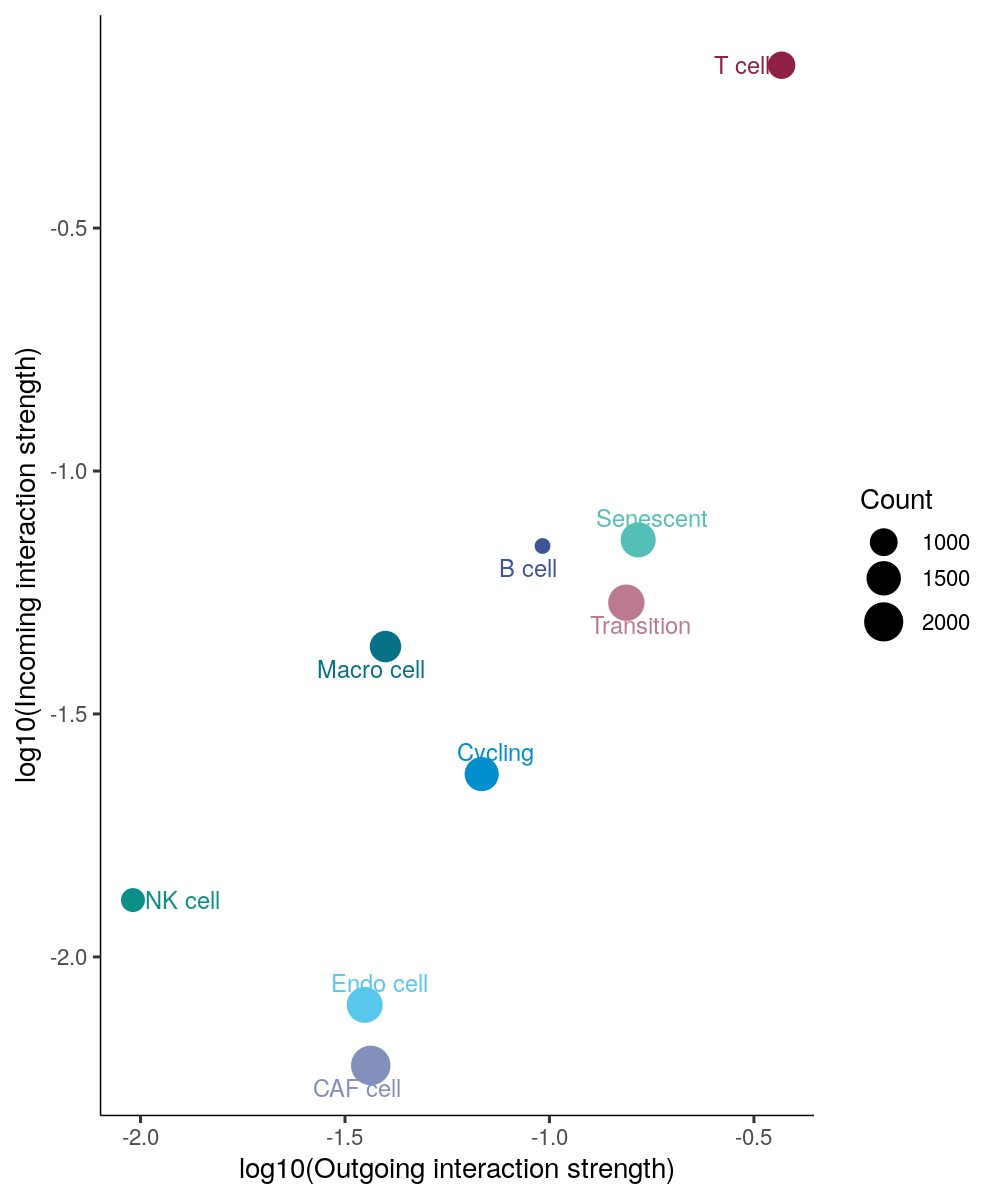 T cell
-0.5
-1.0
Senescent
B cell
Transition
Macro cell
-1.5
Cycling
NK cell
-2.0
Endo cell
CAF cell
-2.0
-1.5
-1.0
-0.5
log10(Outgoing interaction strength)
log10(Incoming interaction strength)
Count
1000
1500
2000